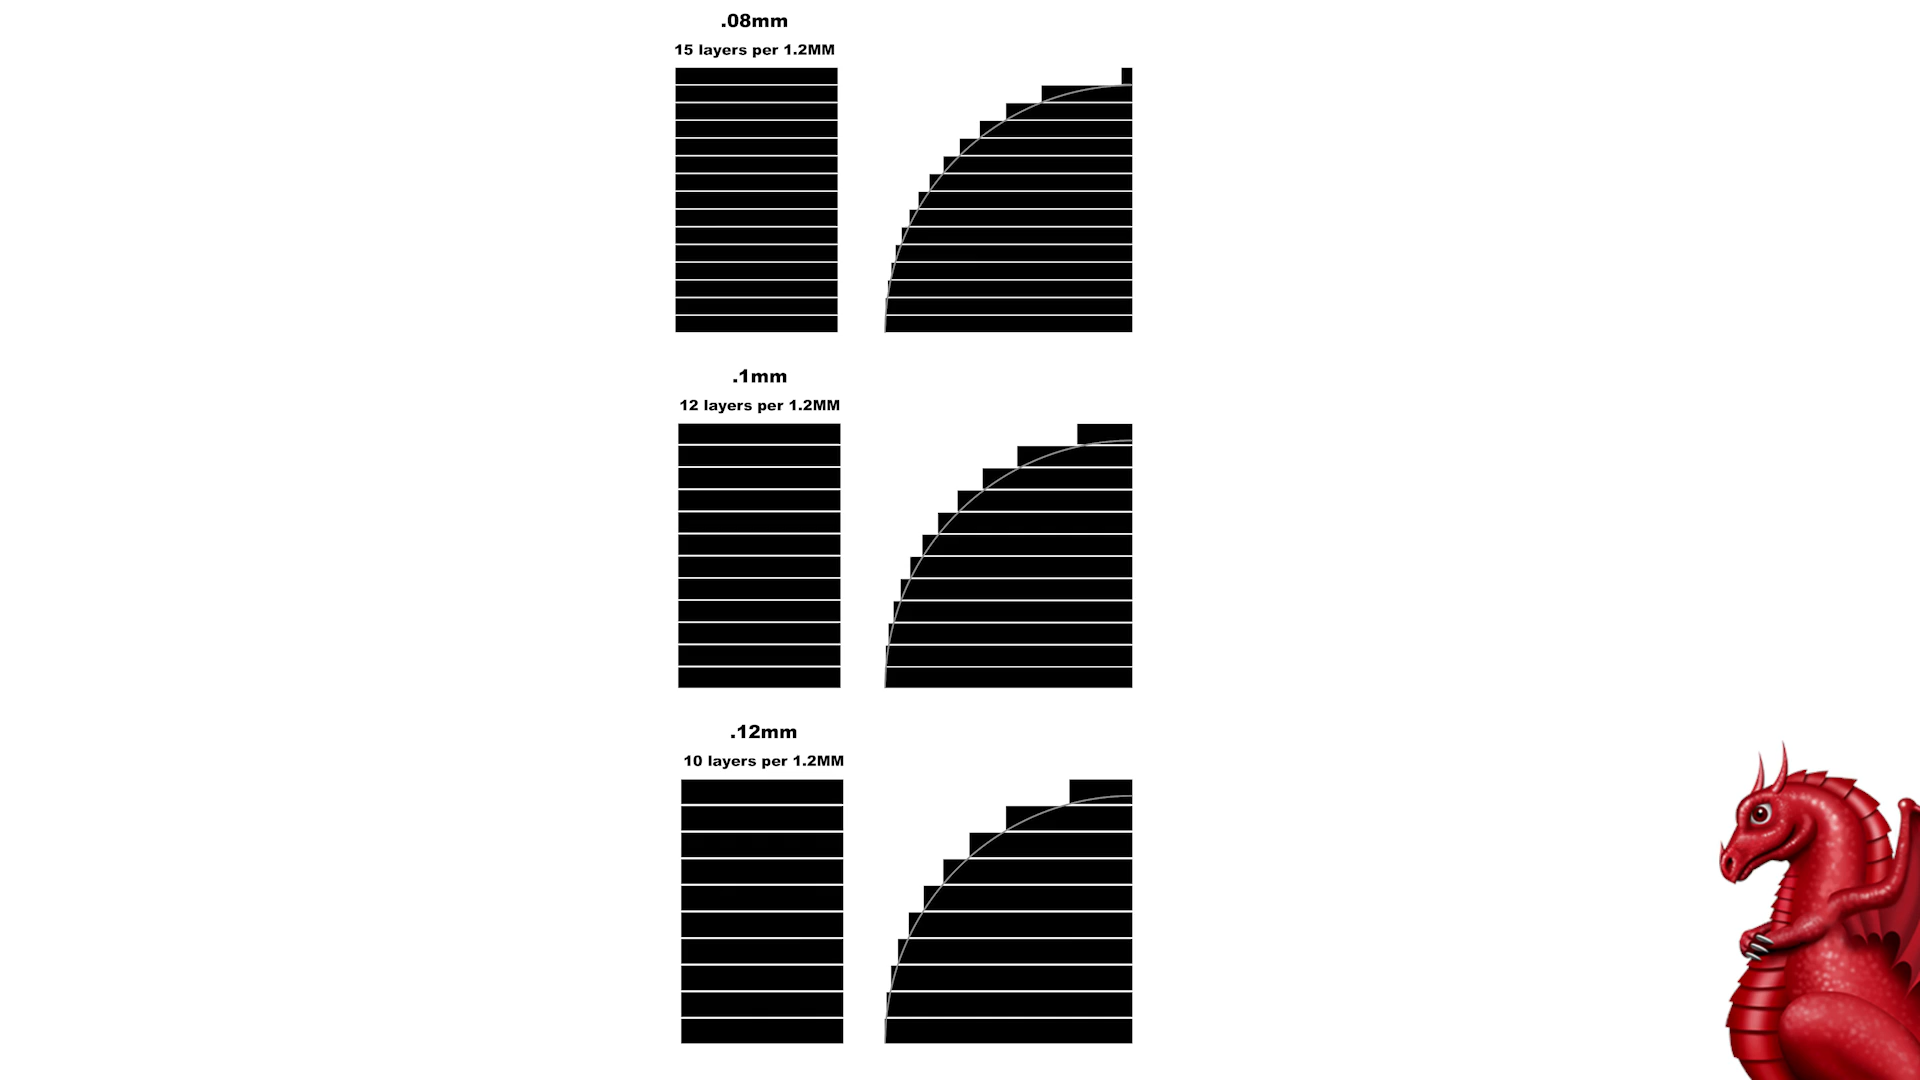 .08mm
15 layers per 1.2MM
.1mm
12 layers per 1.2MM
.12mm
10 layers per 1.2MM